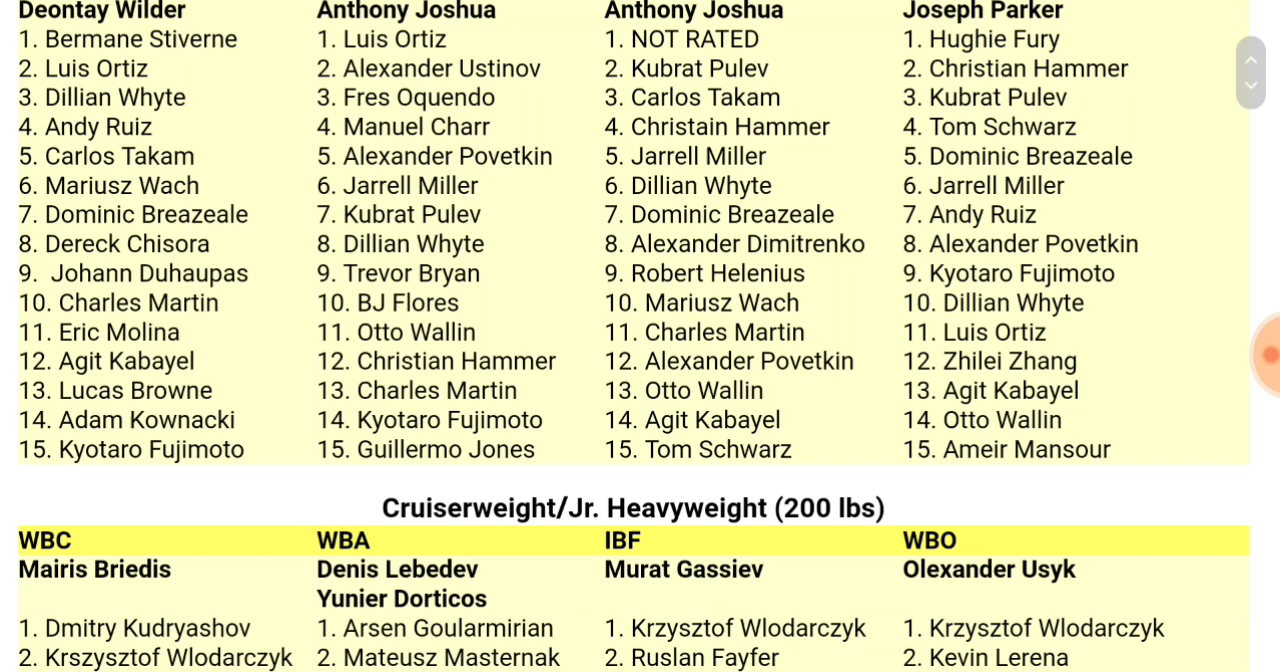 Deontay Wilder Anthony Joshua Anthony Joshua Joseph Parker
1. Bermane Stiverne 1. Luis Ortiz 1. NOT RATED 1. Hughie Fury
2. Luis Ortiz 2. Alexander Ustinov 2. Kubrat Pulev 2. Christian Hammer
3. Dillian Whyte 3. Fres Oquendo 3. Carlos Takam 3. Kubrat Pulev
4. Andy Ruiz 4. Manuel Charr 4. Christain Hammer 4. Tom Schwarz
5. Carlos Takam 5. Alexander Povetkin 5. Jarrell Miller 5. Dominic Breazeale
6. Mariusz Wach 6. Jarrell Miller 6. Dillian Whyte 6. Jarrell Miller
7. Dominic Breazeale 7. Kubrat Pulev 7. Dominic Breazeale 7. Andy Ruiz
8. Dereck Chisora 8. Dillian Whyte 8. Alexander Dimitrenko 8. Alexander Povetkin
9. Johann Duhaupas 9. Trevor Bryan 9. Robert Helenius 9. Kyotaro Fujimoto
10. Charles Martin 10. BJ Flores 10. Mariusz Wach 10. Dillian Whyte
11. Eric Molina 11. Otto Wallin 11. Charles Martin 11. Luis Ortiz
12. Agit Kabayel 12. Christian Hammer 12. Alexander Povetkin 12. Zhilei Zhang
13. Lucas Browne 13. Charles Martin 13. Otto Wallin 13. Agit Kabayel
14. Adam Kownacki 14. Kyotaro Fujimoto 14. Agit Kabayel 14. Otto Wallin
15. Kyotaro Fujimoto 15. Guillermo Jones 15. Tom Schwarz 15. Ameir Mansour
Cruiserweight/Jr. Heavyweight (200 lbs)
WBC WBA IBF WBO
Mairis Briedis Denis Lebedev Murat Gassiev Olexander Usyk
Yunier Dorticos
1. Dmitry Kudryashov 1. Arsen Goularmirian 1. Krzysztof Wlodarczyk 1. Krzysztof Wlodarczyk
2. Krszysztof Wlodarczyk 2. Mateusz Masternak 2. Ruslan Fayfer 2. Kevin Lerena